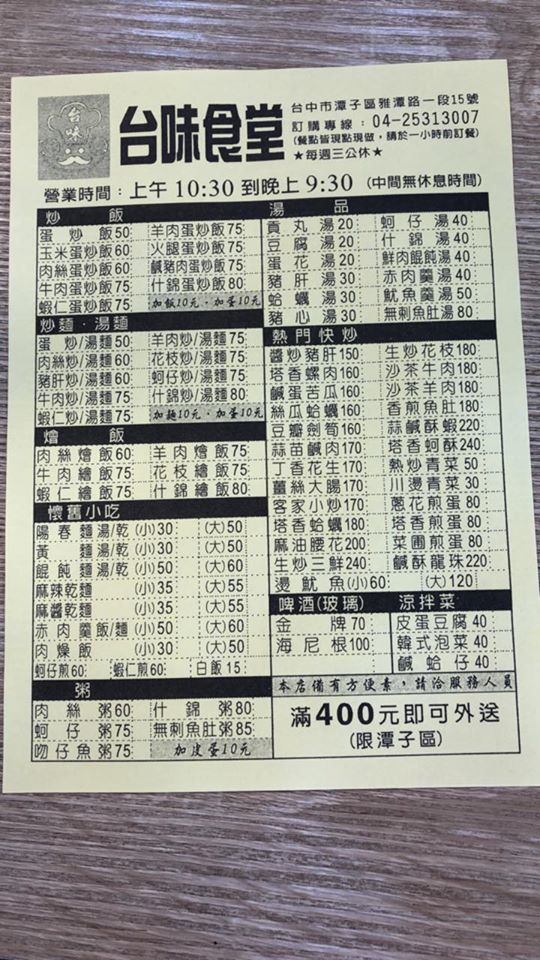 台味
台味食堂
台中市潭子區雅潭路一段15號
訂購專線：04-25313007
(餐點皆現點現做，請於一小時前訂餐)
★每週三公休★
營業時間：上午10:30到晚上9:30 (中間無休息時間)
炒飯
蛋炒飯50 羊肉蛋炒飯75
玉米蛋炒飯60 火腿蛋炒飯75
肉絲蛋炒飯60 鹹豬肉蛋炒飯75
牛肉蛋炒飯75 什錦蛋炒飯80
蝦仁蛋炒飯75 加飯10元．加蛋10元
炒麵．湯麵
蛋炒/湯麵50 羊肉炒/湯麵75
肉絲炒/湯麵60 花枝炒/湯麵75
豬肝炒/湯麵60 蚵仔炒/湯麵75
牛肉炒/湯麵75 什錦炒/湯麵80
蝦仁炒/湯麵75 加麵10元．加蛋10元
燴飯
肉絲燴飯60 羊肉燴飯75
牛肉繪飯75 花枝繪飯75
蝦仁繪飯75 什錦繪飯80
懷舊小吃
陽春麵湯/乾(小)30 (大)50
黃麵湯/乾(小)30 (大)50
餛飩麵湯/乾(小)50 (大)60
麻辣乾麵 (小)35 (大)55
麻醬乾麵 (小)35 (大)55
赤肉羹飯/麵(小)50 (大)60
肉燥飯 (小)30 (大)50
蚵仔煎60 蝦仁煎60 白飯15
粥
肉絲粥60 什錦粥80
蚵仔粥75 無刺魚肚粥85
吻仔魚粥75 加皮蛋10元
湯品
貢丸湯20 蚵仔湯40
豆腐湯20 什錦湯40
蛋花湯20 鮮肉餛飩湯40
豬肝湯30 赤肉羹湯40
蛤蠣湯30 魷魚羹湯50
豬心湯30 無刺魚肚湯80
熱門快炒
醬炒豬肝150 生炒花枝180
塔香螺肉160 沙茶牛肉180
鹹蛋苦瓜160 沙茶羊肉180
絲瓜蛤蠣160 香煎魚肚180
豆瓣劍筍160 蒜鹹酥蝦220
蒜苗鹹肉170 塔香蚵酥240
丁香花生170 熱炒青菜50
薑絲大腸170 川燙青菜30
客家小炒170 蔥花煎蛋80
塔香蛤蠣180 塔香煎蛋80
麻油腰花200 菜圃煎蛋80
生炒三鮮240 鹹酥龍珠220
燙魷魚(小)60 (大)120
啤酒(玻璃)
金牌70
海尼根100
涼拌菜
皮蛋豆腐40
韓式泡菜40
鹹蛤仔40
本店備有方便素，請洽服務人員
滿400元即可外送
(限潭子區)